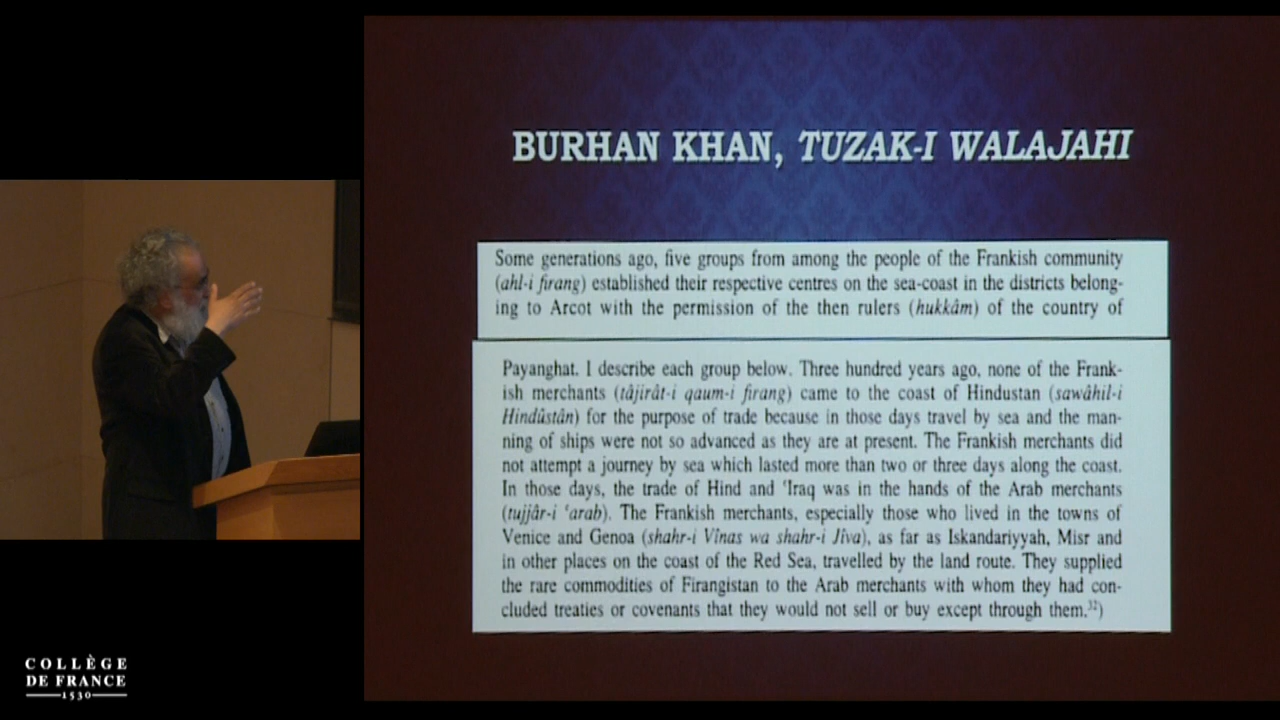 BURHAN KHAN, TUZAK-I WALAJAHI
Some generations ago, five groups from among the people of the Frankish community
(ahl-i firang) established their respective centres on the sea-coast in the districts belong-
ing to Arcot with the permission of the then rulers (hukkâm) of the country of
Payanghat. I describe each group below. Three hundred years ago, none of the Frank-
ish merchants (tâjirât-i qaum-i firang) came to the coast of Hindustan (sawâhil-i
Hindûstân) for the purpose of trade because in those days travel by sea and the man-
ning of ships were not so advanced as they are at present. The Frankish merchants did
not attempt a journey by sea which lasted more than two or three days along the coast.
In those days, the trade of Hind and ‘Iraq was in the hands of the Arab merchants
(tujjâr-i ‘arab). The Frankish merchants, especially those who lived in the towns of
Venice and Genoa (shahr-i Vînas wa shahr-i Jîva), as far as Iskandariyyah, Misr and
in other places on the coast of the Red Sea, travelled by the land route. They supplied
the rare commodities of Firangistan to the Arab merchants with whom they had con-
cluded treaties or covenants that they would not sell or buy except through them.³²)
COLLÈGE
DE FRANCE
1530